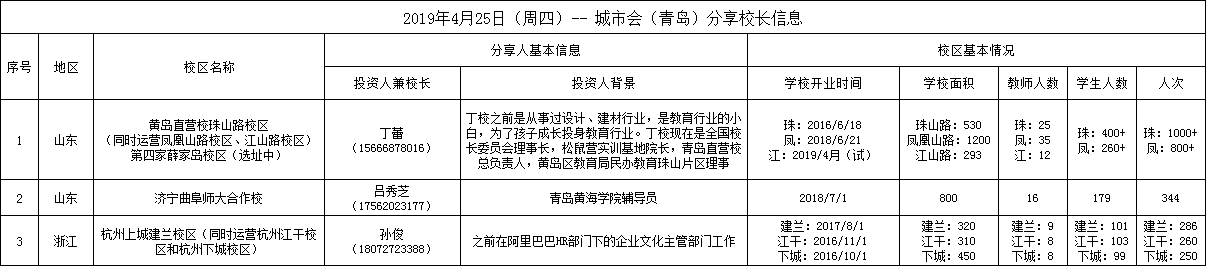 2019年4月25日（周四）-- 城市会（青岛）分享校长信息
序号
地区
校区名称
分享人基本信息
校区基本情况
投资人兼校长
投资人背景
学校开业时间
学校面积
教师人数
学生人数
人次
1
山东
黄岛直营校珠山路校区
（同时运营凤凰山路校区、江山路校区）
第四家薛家岛校区（选址中）
丁蕾
（15666878016）
丁校之前是从事过设计、建材行业，是教育行业的小
白，为了孩子成长投身教育行业。丁校现在是全国校
长委员会理事长，松鼠营实训基地院长，青岛直营校
总负责人，黄岛区教育局民办教育珠山片区理事
珠：2016/6/18
凤：2018/6/21
江：2019/4月（试）
珠山路：530
凤凰山路：1200
江山路：293
珠：25
凤：35
江：12
珠：400+
凤：260+
珠：1000+
凤：800+
2
山东
济宁曲阜师大合作校
吕秀芝
（17562023177）
青岛黄海学院辅导员
2018/7/1
800
16
179
344
3
浙江
杭州上城建兰校区（同时运营杭州江干校
区和杭州下城校区）
孙俊
（18072723388）
之前在阿里巴巴HR部门下的企业文化主管部门工作
建兰：2017/8/1
江干：2016/11/1
下城：2016/10/1
建兰：320
江干：310
下城：450
建兰：9
江干：8
下城：8
建兰：101
江干：103
下城：99
建兰：286
江干：260
下城：250